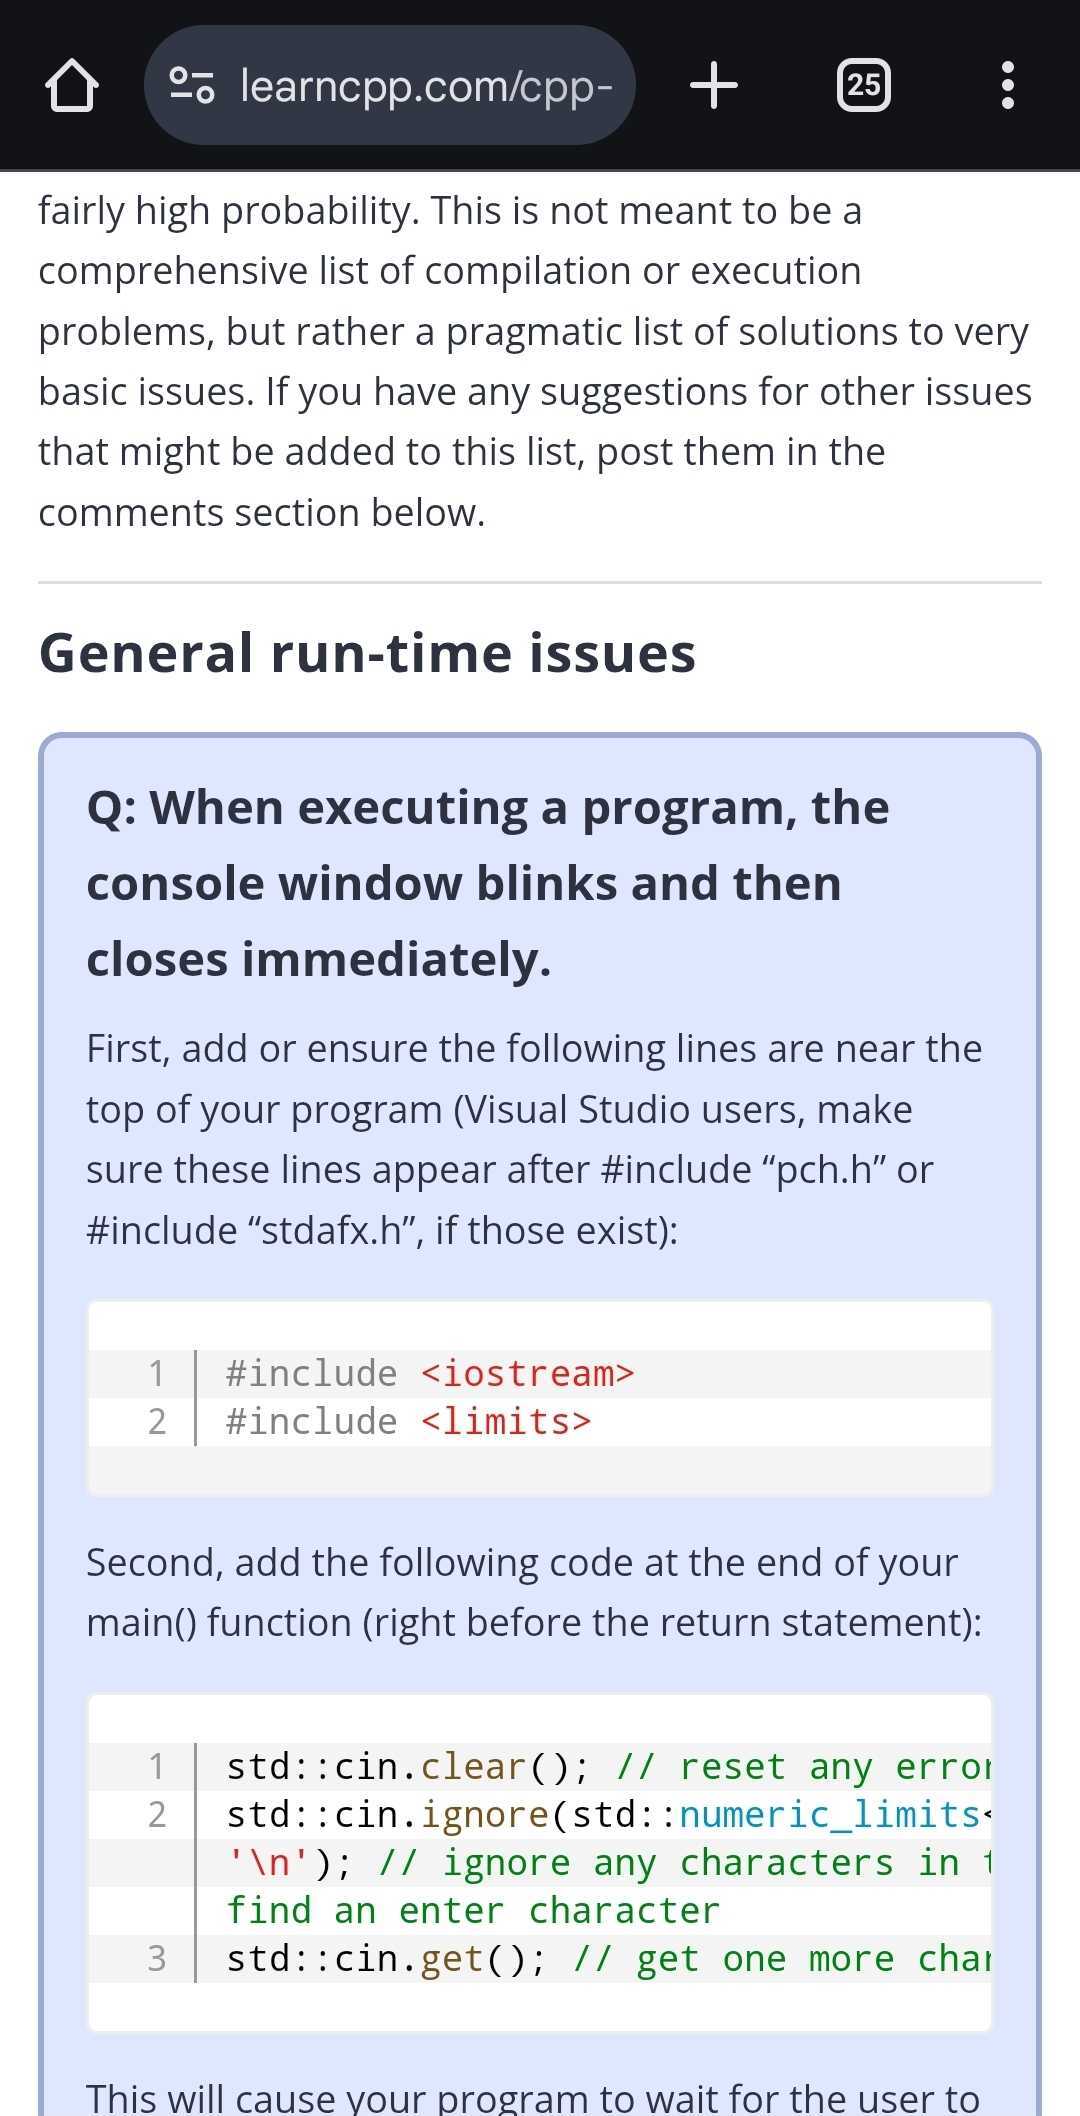 learncpp.com/cpp-
25
fairly high probability. This is not meant to be a
comprehensive list of compilation or execution
problems, but rather a pragmatic list of solutions to very
basic issues. If you have any suggestions for other issues
that might be added to this list, post them in the
comments section below.
General run-time issues
Q: When executing a program, the
console window blinks and then
closes immediately.
First, add or ensure the following lines are near the
top of your program (Visual Studio users, make
sure these lines appear after #include “pch.h” or
#include “stdafx.h”, if those exist):
1 #include <iostream>
2 #include <limits>
Second, add the following code at the end of your
main() function (right before the return statement):
1 std::cin.clear(); // reset any error
2 std::cin.ignore(std::numeric_limits<
'\n'); // ignore any characters in
find an enter character
3 std::cin.get(); // get one more char
This will cause your program to wait for the user to